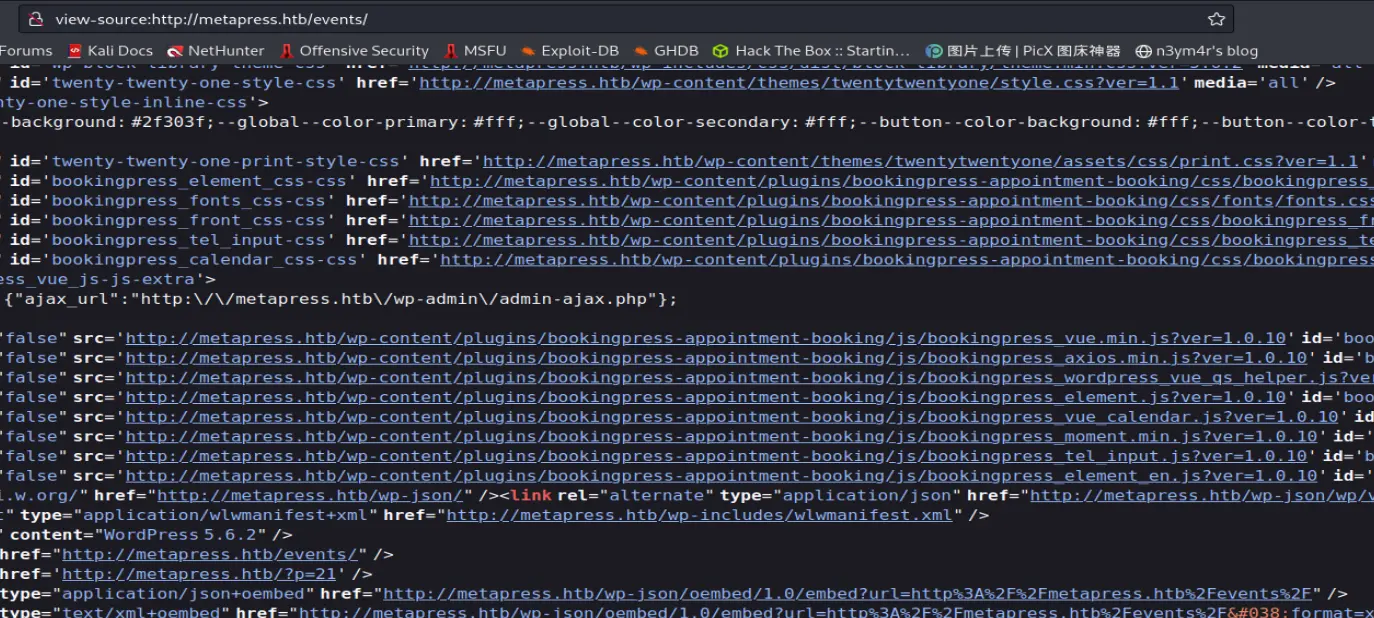 view-source:http://metapress.htb/events/
Forums Kali Docs NetHunter Offensive Security MSFU Exploit-DB GHDB Hack The Box :: Startin… 图片上传 | PicX 图床神器 n3ym4r's blog
' id='twenty-twenty-one-style-css' href='http://metapress.htb/wp-content/themes/twentytwentyone/style.css?ver=1.1' media='all' />
nty-one-style-inline-css'>
-background: #2f303f;--global--color-primary: #fff;--global--color-secondary: #fff;--button--color-background: #fff;--button--color-t
' id='twenty-twenty-one-print-style-css' href='http://metapress.htb/wp-content/themes/twentytwentyone/assets/css/print.css?ver=1.1'
' id='bookingpress_element_css-css' href='http://metapress.htb/wp-content/plugins/bookingpress-appointment-booking/css/bookingpress_
' id='bookingpress_fonts_css-css' href='http://metapress.htb/wp-content/plugins/bookingpress-appointment-booking/css/fonts/fonts.css
' id='bookingpress_front_css-css' href='http://metapress.htb/wp-content/plugins/bookingpress-appointment-booking/css/bookingpress_fr
' id='bookingpress_tel_input-css' href='http://metapress.htb/wp-content/plugins/bookingpress-appointment-booking/css/bookingpress_te
' id='bookingpress_calendar_css-css' href='http://metapress.htb/wp-content/plugins/bookingpress-appointment-booking/css/bookingpress
ess_vue_js-js-extra'>
{"ajax_url":"http:\/\/metapress.htb\/wp-admin\/admin-ajax.php"};
"false" src='http://metapress.htb/wp-content/plugins/bookingpress-appointment-booking/js/bookingpress_vue.min.js?ver=1.0.10' id='boo
"false" src='http://metapress.htb/wp-content/plugins/bookingpress-appointment-booking/js/bookingpress_axios.min.js?ver=1.0.10' id='b
"false" src='http://metapress.htb/wp-content/plugins/bookingpress-appointment-booking/js/bookingpress_wordpress_vue_qs_helper.js?ver
"false" src='http://metapress.htb/wp-content/plugins/bookingpress-appointment-booking/js/bookingpress_element.js?ver=1.0.10' id='boo
"false" src='http://metapress.htb/wp-content/plugins/bookingpress-appointment-booking/js/bookingpress_vue_calendar.js?ver=1.0.10' id
"false" src='http://metapress.htb/wp-content/plugins/bookingpress-appointment-booking/js/bookingpress_moment.min.js?ver=1.0.10' id='
"false" src='http://metapress.htb/wp-content/plugins/bookingpress-appointment-booking/js/bookingpress_tel_input.js?ver=1.0.10' id='b
"false" src='http://metapress.htb/wp-content/plugins/bookingpress-appointment-booking/js/bookingpress_element_en.js?ver=1.0.10' id='
i.w.org/" href="http://metapress.htb/wp-json/" /><link rel="alternate" type="application/json" href="http://metapress.htb/wp-json/wp/v
" type="application/wlwmanifest+xml" href="http://metapress.htb/wp-includes/wlwmanifest.xml" />
" content="WordPress 5.6.2" />
href="http://metapress.htb/events/" />
href='http://metapress.htb/?p=21' />
type="application/json+oembed" href="http://metapress.htb/wp-json/oembed/1.0/embed?url=http%3A%2F%2Fmetapress.htb%2Fevents%2F" />
type="text/xml+oembed" href="http://metapress.htb/wp-json/oembed/1.0/embed?url=http%3A%2F%2Fmetapress.htb%2Fevents%2F&#038;format=x